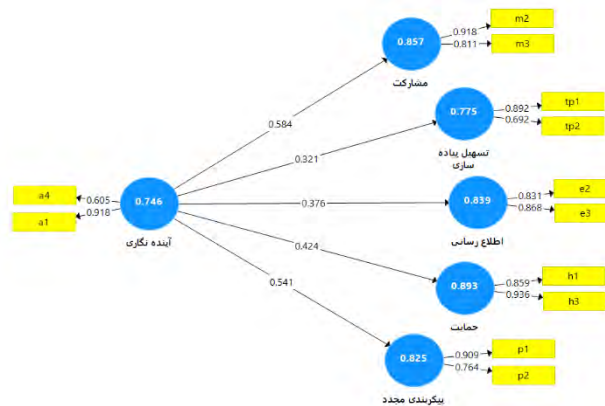 m2
0.918
0.857
0.811
m3
مشارکت
0.584
tp1
0.892
0.775
0.692
tp2
تسهیل پیاده
سازی
0.321
a4
0.605
0.746
0.918
a1
آینده نگاری
0.376
e2
0.831
0.839
0.868
e3
اطلاع رسانی
0.424
h1
0.859
0.893
0.936
h3
حمایت
0.541
p1
0.909
0.825
0.764
p2
پیکربندی مجدد